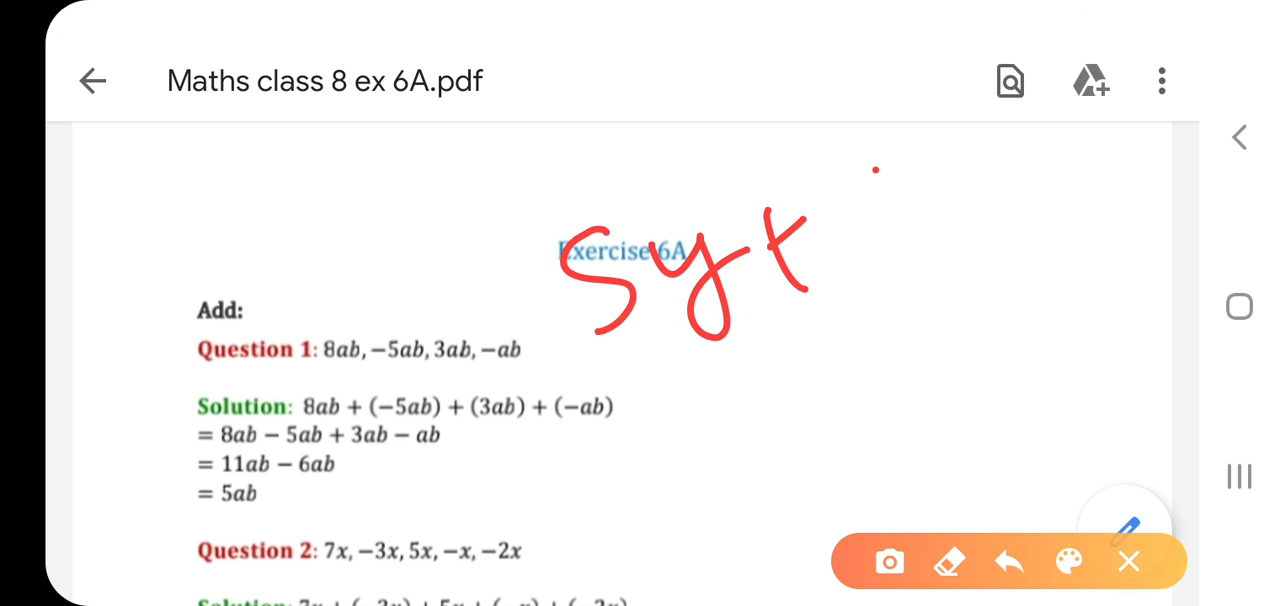 Maths class 8 ex 6A.pdf
Exercise 6A
syx
Add:
Question 1: 8ab, −5ab, 3ab, −ab
Solution: 8ab + (−5ab) + (3ab) + (−ab)
= 8ab − 5ab + 3ab − ab
= 11ab − 6ab
= 5ab
Question 2: 7x, −3x, 5x, −x, −2x